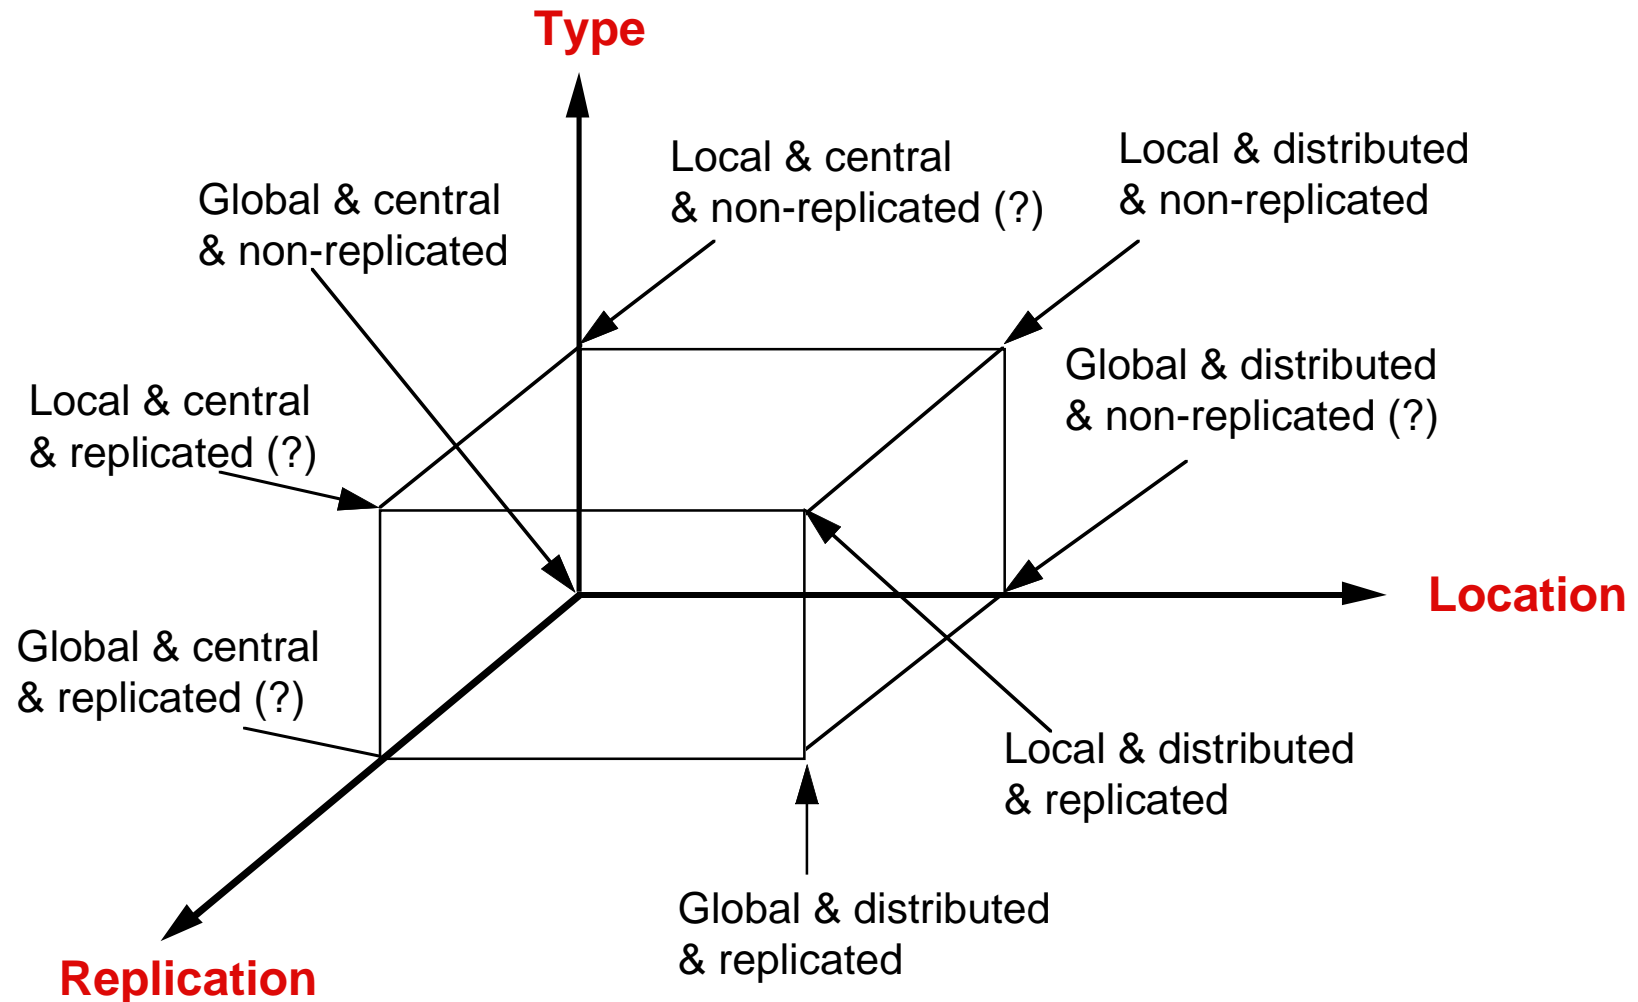 Type
Local & central
& non-replicated (?)
Local & distributed
& non-replicated
Global & central
& non-replicated
Global & distributed
& non-replicated (?)
Local & central
& replicated (?)
Location
Global & central
& replicated (?)
Local & distributed
& replicated
Global & distributed
& replicated
Replication